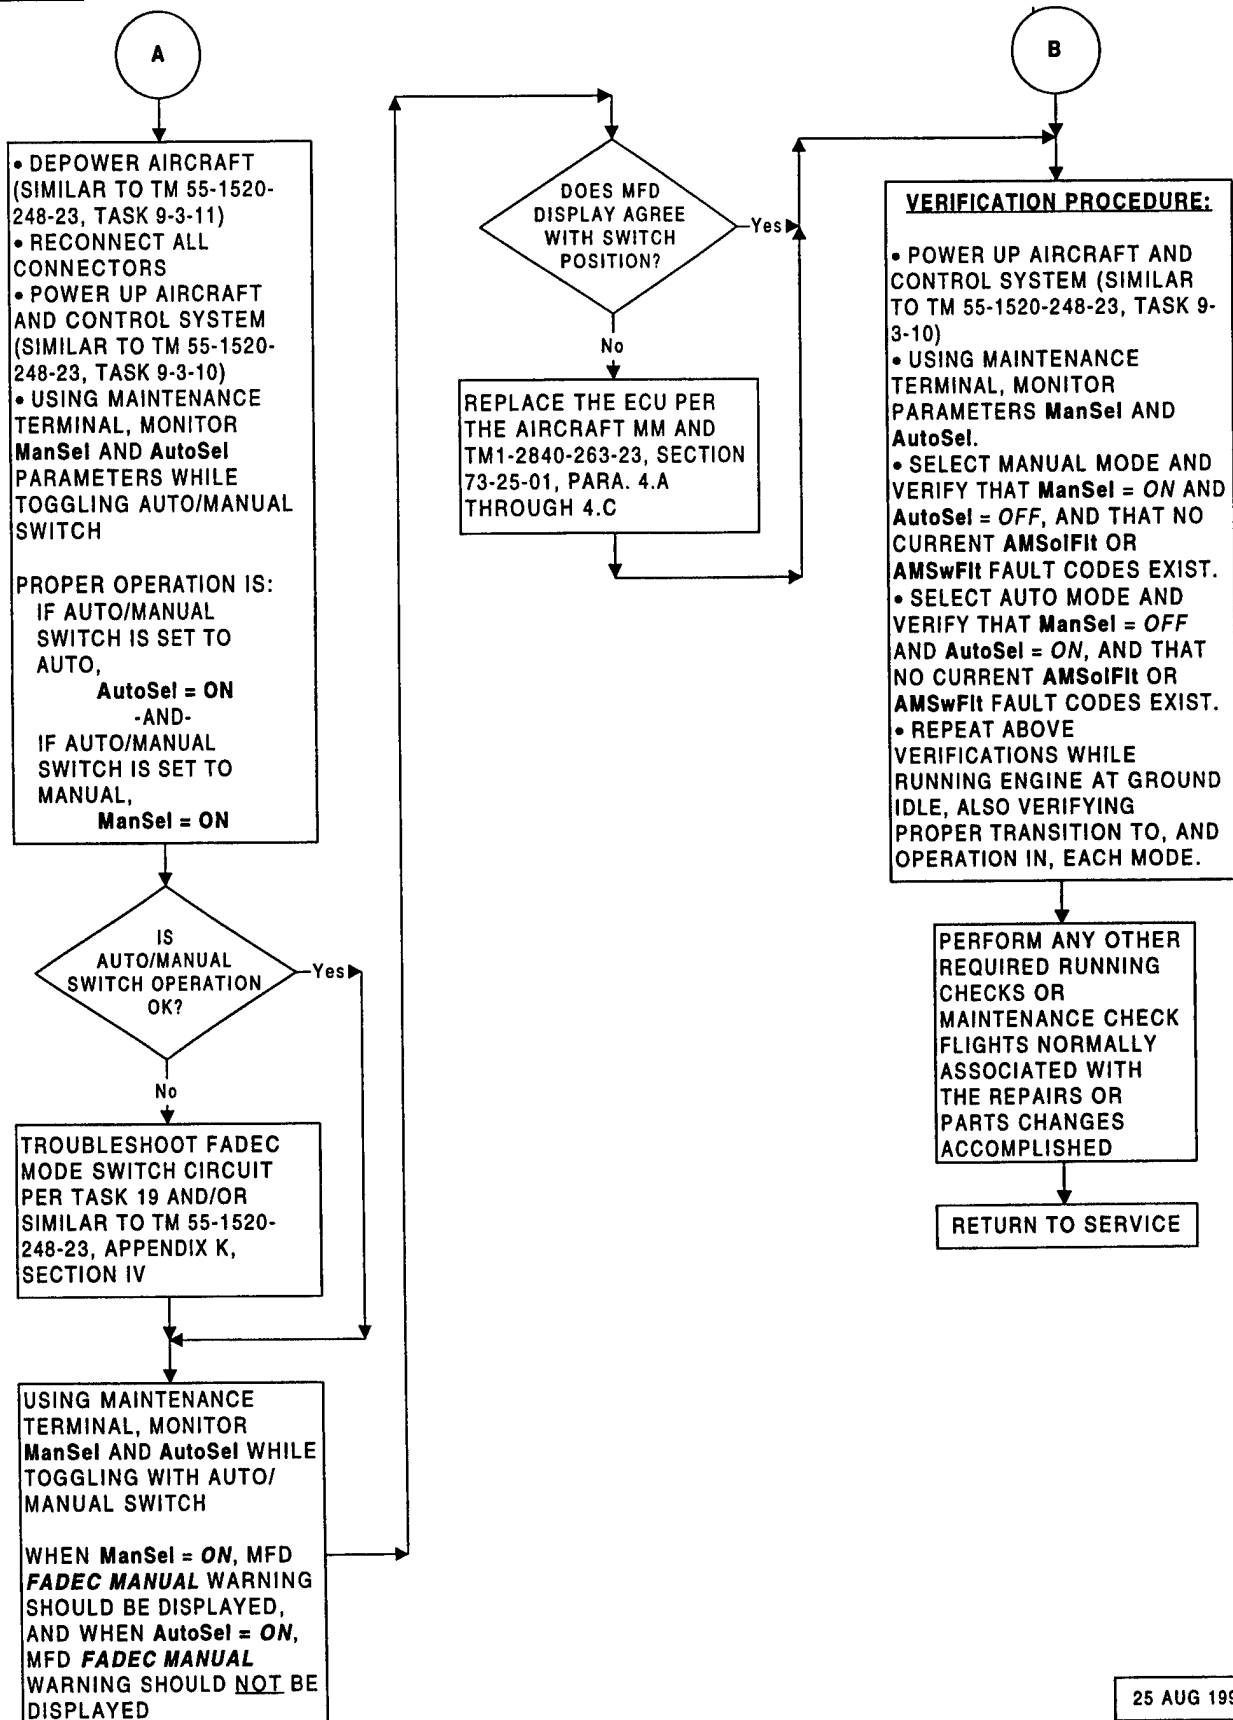 A
• DEPOWER AIRCRAFT
(SIMILAR TO TM 55-1520-
248-23, TASK 9-3-11)
• RECONNECT ALL
CONNECTORS
• POWER UP AIRCRAFT
AND CONTROL SYSTEM
(SIMILAR TO TM 55-1520-
248-23, TASK 9-3-10)
• USING MAINTENANCE
TERMINAL, MONITOR
ManSel AND AutoSel
PARAMETERS WHILE
TOGGLING AUTO/MANUAL
SWITCH
PROPER OPERATION IS:
IF AUTO/MANUAL
SWITCH IS SET TO
AUTO,
AutoSel = ON
-AND-
IF AUTO/MANUAL
SWITCH IS SET TO
MANUAL,
ManSel = ON
IS
AUTO/MANUAL
SWITCH OPERATION
OK?
Yes
No
TROUBLESHOOT FADEC
MODE SWITCH CIRCUIT
PER TASK 19 AND/OR
SIMILAR TO TM 55-1520-
248-23, APPENDIX K,
SECTION IV
USING MAINTENANCE
TERMINAL, MONITOR
ManSel AND AutoSel WHILE
TOGGLING WITH AUTO/
MANUAL SWITCH
WHEN ManSel = ON, MFD
FADEC MANUAL WARNING
SHOULD BE DISPLAYED,
AND WHEN AutoSel = ON,
MFD FADEC MANUAL
WARNING SHOULD NOT BE
DISPLAYED
DOES MFD
DISPLAY AGREE
WITH SWITCH
POSITION?
Yes
No
REPLACE THE ECU PER
THE AIRCRAFT MM AND
TM1-2840-263-23, SECTION
73-25-01, PARA. 4.A
THROUGH 4.C
B
VERIFICATION PROCEDURE:
• POWER UP AIRCRAFT AND
CONTROL SYSTEM (SIMILAR
TO TM 55-1520-248-23, TASK 9-
3-10)
• USING MAINTENANCE
TERMINAL, MONITOR
PARAMETERS ManSel AND
AutoSel.
• SELECT MANUAL MODE AND
VERIFY THAT ManSel = ON AND
AutoSel = OFF, AND THAT NO
CURRENT AMSolFlt OR
AMSwFlt FAULT CODES EXIST.
• SELECT AUTO MODE AND
VERIFY THAT ManSel = OFF
AND AutoSel = ON, AND THAT
NO CURRENT AMSolFlt OR
AMSwFlt FAULT CODES EXIST.
• REPEAT ABOVE
VERIFICATIONS WHILE
RUNNING ENGINE AT GROUND
IDLE, ALSO VERIFYING
PROPER TRANSITION TO, AND
OPERATION IN, EACH MODE.
PERFORM ANY OTHER
REQUIRED RUNNING
CHECKS OR
MAINTENANCE CHECK
FLIGHTS NORMALLY
ASSOCIATED WITH
THE REPAIRS OR
PARTS CHANGES
ACCOMPLISHED
RETURN TO SERVICE
25 AUG 199